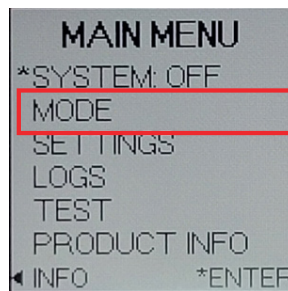 MAIN MENU
*SYSTEM: OFF
MODE
SETTINGS
LOGS
TEST
PRODUCT INFO
◄ INFO *ENTER